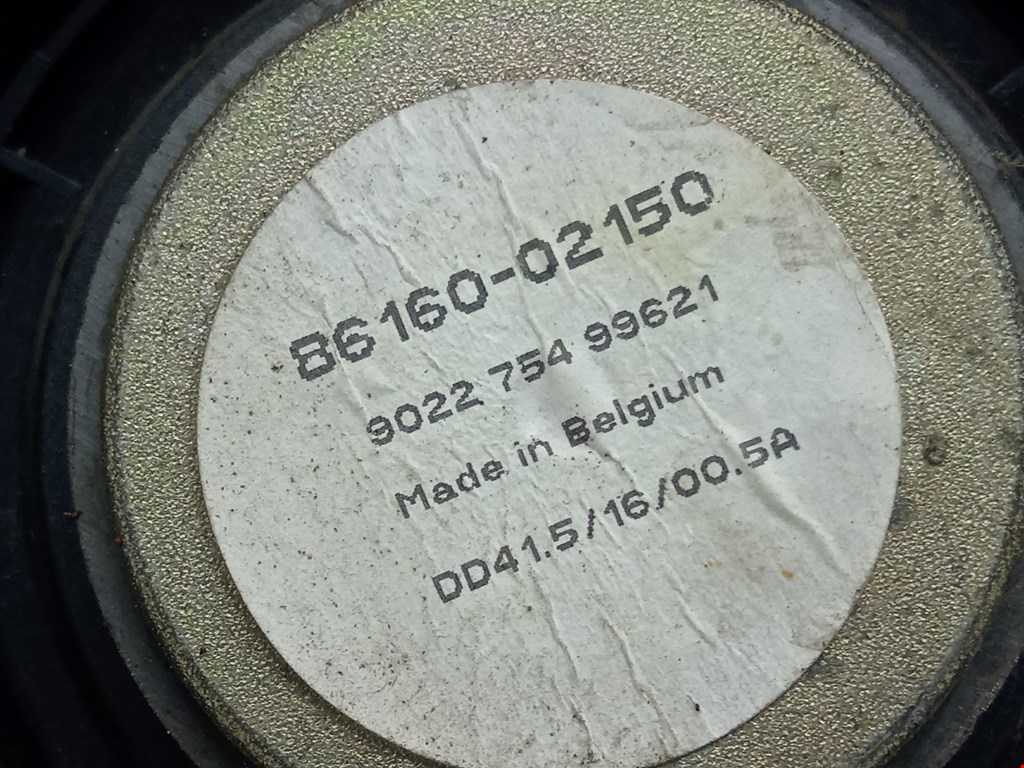 86160-02150
9022 754 99621
Made in Belgium
DD41.5/16/00.5A